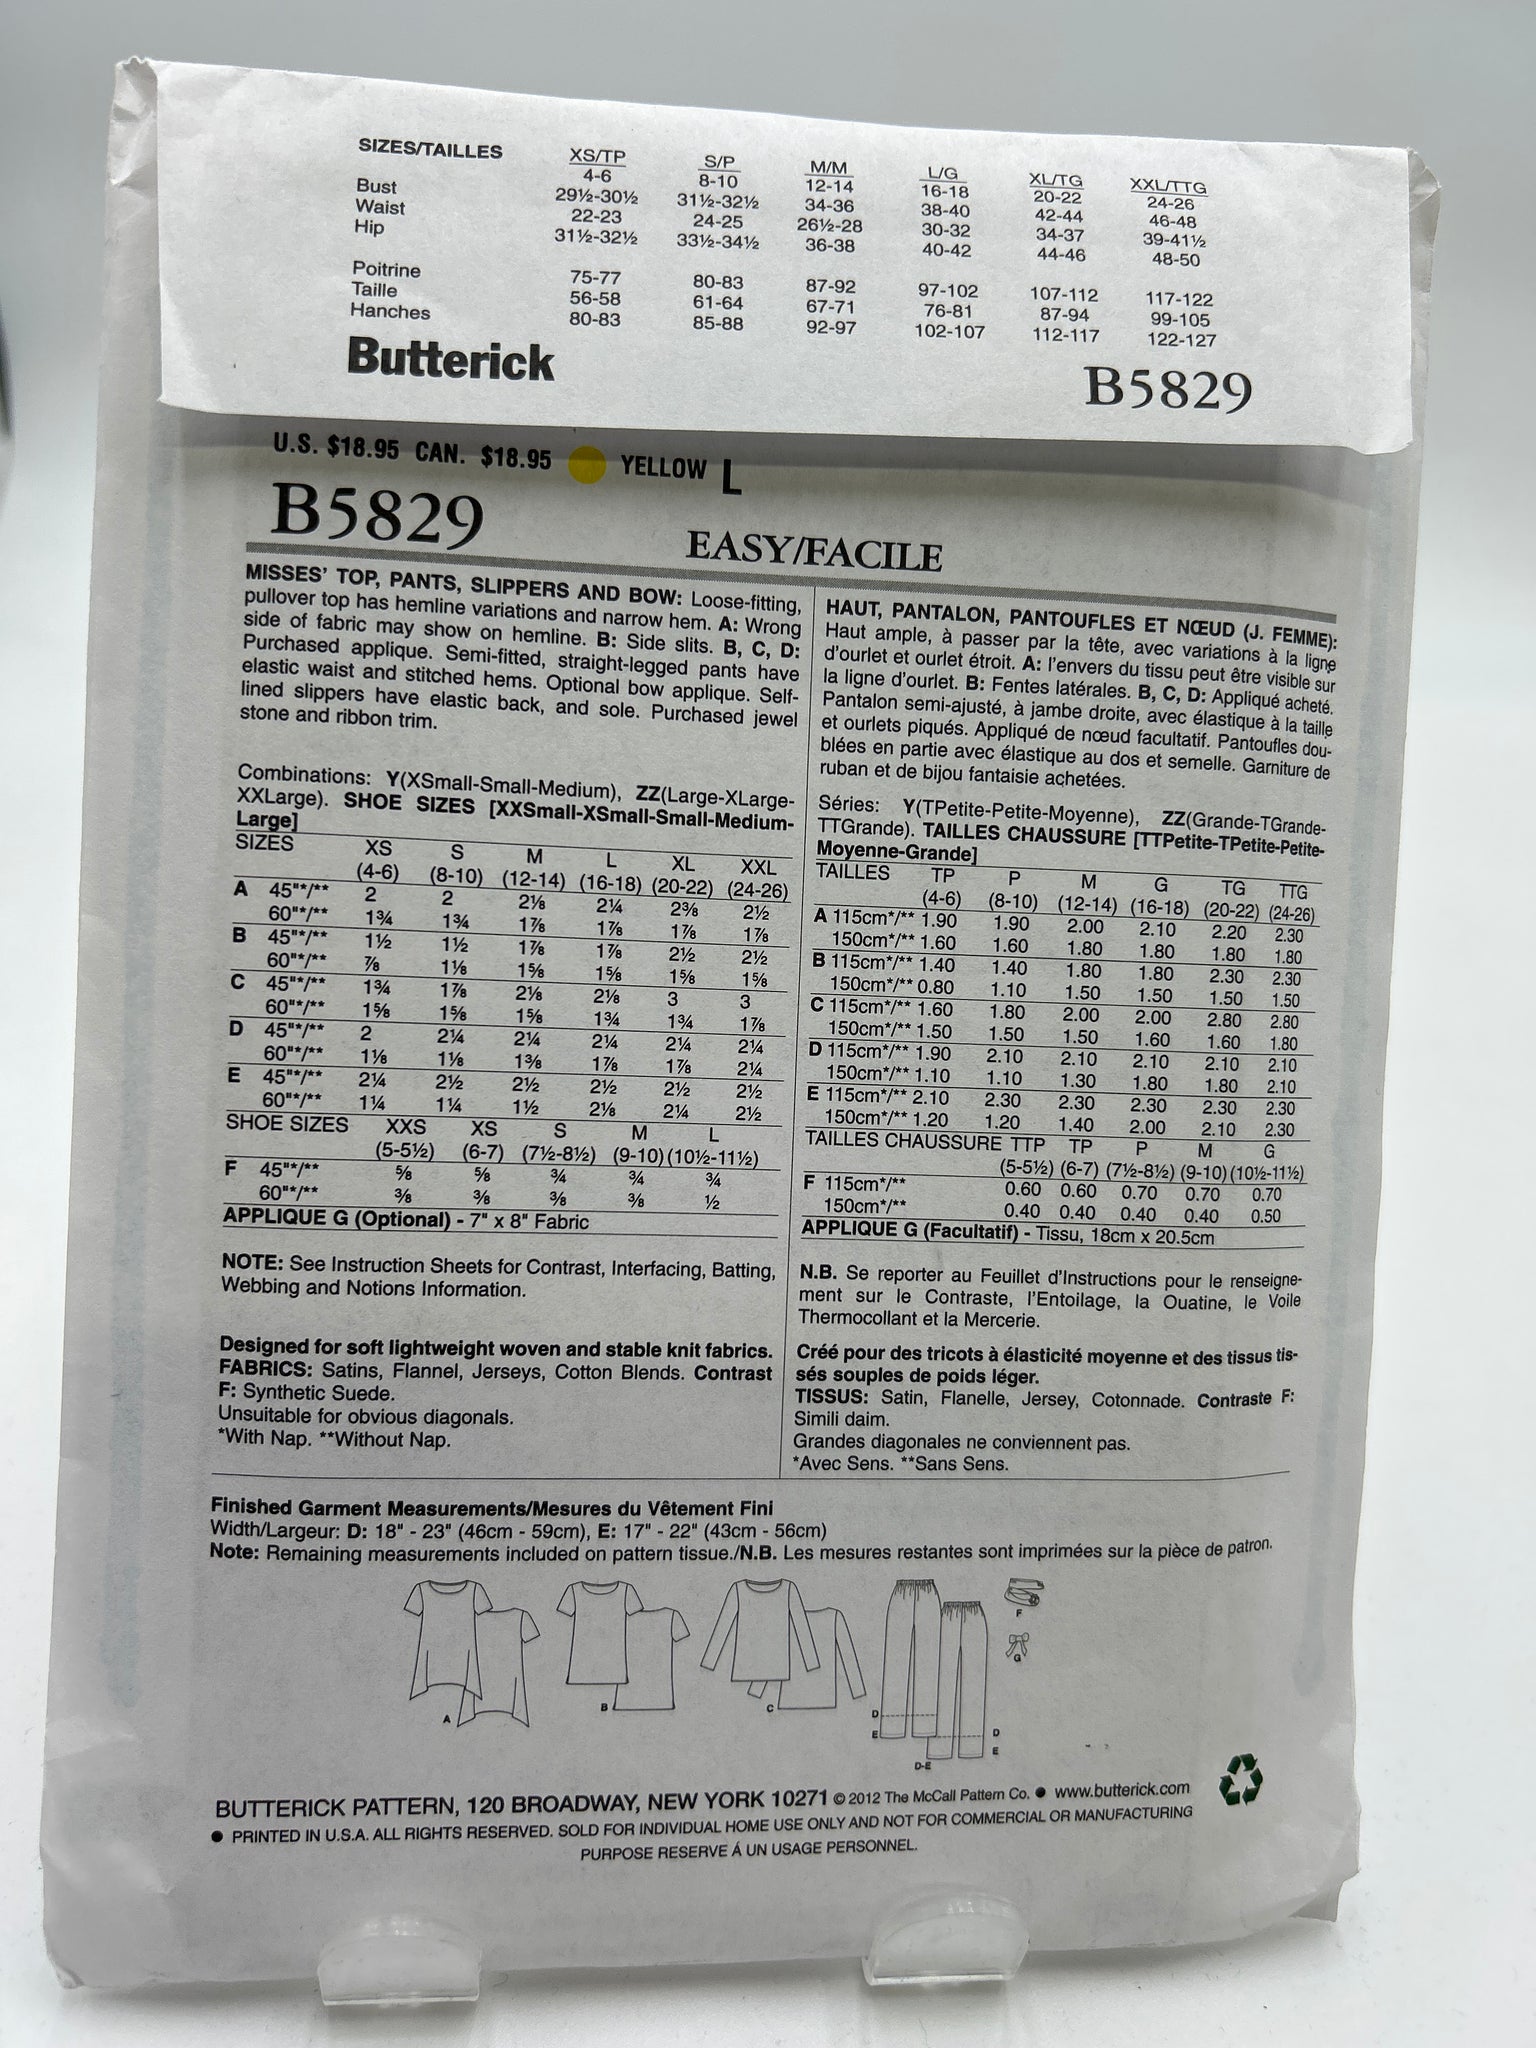 SIZES/TAILLES XS/TP S/P M/M L/G XL/TG XXL/TTG
4-6 8-10 12-14 16-18 20-22 24-26
Bust 29½-30½ 31½-32½ 34-36 38-40 42-44 46-48
Waist 22-23 24-25 26½-28 30-32 34-37 39-41½
Hip 31½-32½ 33½-34½ 36-38 40-42 44-46 48-50
Poitrine 75-77 80-83 87-92 97-102 107-112 117-122
Taille 56-58 61-64 67-71 76-81 87-94 99-105
Hanches 80-83 85-88 92-97 102-107 112-117 122-127
Butterick B5829
U.S. $18.95 CAN. $18.95 YELLOW L
B5829
EASY/FACILE
MISSES' TOP, PANTS, SLIPPERS AND BOW: Loose-fitting,
pullover top has hemline variations and narrow hem. A: Wrong
side of fabric may show on hemline. B: Side slits. B, C, D:
Purchased applique. Semi-fitted, straight-legged pants have
elastic waist and stitched hems. Optional bow applique. Self-
lined slippers have elastic back, and sole. Purchased jewel
stone and ribbon trim.
Combinations: Y(XSmall-Small-Medium), ZZ(Large-XLarge-
XXLarge). SHOE SIZES [XXSmall-XSmall-Small-Medium-
Large]
SIZES XS S M L XL XXL
(4-6) (8-10) (12-14) (16-18) (20-22) (24-26)
A 45"*/** 2 2 2⅛ 2¼ 2⅜ 2½
60"*/** 1¾ 1¾ 1⅞ 1⅞ 1⅞ 1⅞
B 45"*/** 1½ 1½ 1⅞ 1⅞ 2½ 2½
60"*/** ⅞ 1⅛ 1⅝ 1⅝ 1⅝ 1⅝
C 45"*/** 1¾ 1⅞ 2⅛ 2⅛ 3 3
60"*/** 1⅝ 1⅝ 1⅝ 1¾ 1¾ 1⅞
D 45"*/** 2 2¼ 2¼ 2¼ 2¼ 2¼
60"*/** 1⅛ 1⅛ 1⅜ 1⅞ 1⅞ 2¼
E 45"*/** 2¼ 2½ 2½ 2½ 2½ 2½
60"*/** 1¼ 1¼ 1½ 2⅛ 2¼ 2½
SHOE SIZES XXS XS S M L
(5-5½) (6-7) (7½-8½) (9-10) (10½-11½)
F 45"*/** ⅝ ⅝ ¾ ¾ ¾
60"*/** ⅜ ⅜ ⅜ ⅜ ½
APPLIQUE G (Optional) - 7" x 8" Fabric
NOTE: See Instruction Sheets for Contrast, Interfacing, Batting,
Webbing and Notions Information.
Designed for soft lightweight woven and stable knit fabrics.
FABRICS: Satins, Flannel, Jerseys, Cotton Blends. Contrast
F: Synthetic Suede.
Unsuitable for obvious diagonals.
*With Nap. **Without Nap.
HAUT, PANTALON, PANTOUFLES ET NŒUD (J. FEMME):
Haut ample, à passer par la tête, avec variations à la ligne
d'ourlet et ourlet étroit. A: l'envers du tissu peut être visible sur
la ligne d'ourlet. B: Fentes latérales. B, C, D: Appliqué acheté.
Pantalon semi-ajusté, à jambe droite, avec élastique à la taille
et ourlets piqués. Appliqué de nœud facultatif. Pantoufles dou-
blées en partie avec élastique au dos et semelle. Garniture de
ruban et de bijou fantaisie achetées.
Séries: Y(TPetite-Petite-Moyenne), ZZ(Grande-TGrande-
TTGrande). TAILLES CHAUSSURE [TTPetite-TPetite-Petite-
Moyenne-Grande]
TAILLES TP P M G TG TTG
(4-6) (8-10) (12-14) (16-18) (20-22) (24-26)
A 115cm*/** 1.90 1.90 2.00 2.10 2.20 2.30
150cm*/** 1.60 1.60 1.80 1.80 1.80 1.80
B 115cm*/** 1.40 1.40 1.80 1.80 2.30 2.30
150cm*/** 0.80 1.10 1.50 1.50 1.50 1.50
C 115cm*/** 1.60 1.80 2.00 2.00 2.80 2.80
150cm*/** 1.50 1.50 1.50 1.60 1.60 1.80
D 115cm*/** 1.90 2.10 2.10 2.10 2.10 2.10
150cm*/** 1.10 1.10 1.30 1.80 1.80 2.10
E 115cm*/** 2.10 2.30 2.30 2.30 2.30 2.30
150cm*/** 1.20 1.20 1.40 2.00 2.10 2.30
TAILLES CHAUSSURE TTP TP P M G
(5-5½) (6-7) (7½-8½) (9-10) (10½-11½)
F 115cm*/** 0.60 0.60 0.70 0.70 0.70
150cm*/** 0.40 0.40 0.40 0.40 0.50
APPLIQUE G (Facultatif) - Tissu, 18cm x 20.5cm
N.B. Se reporter au Feuillet d'Instructions pour le renseigne-
ment sur le Contraste, l'Entoilage, la Ouatine, le Voile
Thermocollant et la Mercerie.
Créé pour des tricots à élasticité moyenne et des tissus tis-
sés souples de poids léger.
TISSUS: Satin, Flanelle, Jersey, Cotonnade. Contraste F:
Simili daim.
Grandes diagonales ne conviennent pas.
*Avec Sens. **Sans Sens.
Finished Garment Measurements/Mesures du Vêtement Fini
Width/Largeur: D: 18" - 23" (46cm - 59cm), E: 17" - 22" (43cm - 56cm)
Note: Remaining measurements included on pattern tissue./N.B. Les mesures restantes sont imprimées sur la pièce de patron.
F
G
A B C D
E
D
E
D-E
BUTTERICK PATTERN, 120 BROADWAY, NEW YORK 10271 © 2012 The McCall Pattern Co. ● www.butterick.com
● PRINTED IN U.S.A. ALL RIGHTS RESERVED. SOLD FOR INDIVIDUAL HOME USE ONLY AND NOT FOR COMMERCIAL OR MANUFACTURING
PURPOSE RESERVE Á UN USAGE PERSONNEL.